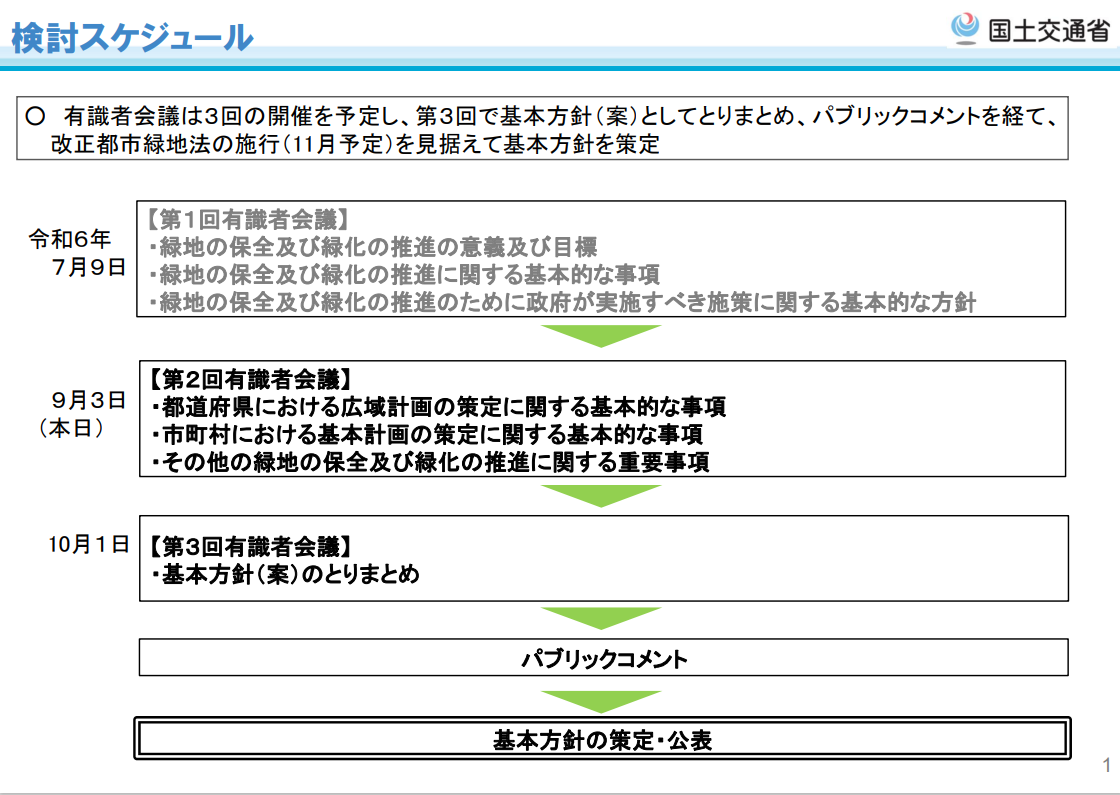 検討スケジュール
国土交通省
〇　有識者会議は３回の開催を予定し、第３回で基本方針（案）としてとりまとめ、パブリックコメントを経て、
改正都市緑地法の施行（11月予定）を見据えて基本方針を策定
令和６年
７月９日
【第１回有識者会議】
・緑地の保全及び緑化の推進の意義及び目標
・緑地の保全及び緑化の推進に関する基本的な事項
・緑地の保全及び緑化の推進のために政府が実施すべき施策に関する基本的な方針
９月３日
（本日）
【第２回有識者会議】
・都道府県における広域計画の策定に関する基本的な事項
・市町村における基本計画の策定に関する基本的な事項
・その他の緑地の保全及び緑化の推進に関する重要事項
10月１日
【第３回有識者会議】
・基本方針（案）のとりまとめ
パブリックコメント
基本方針の策定・公表
1